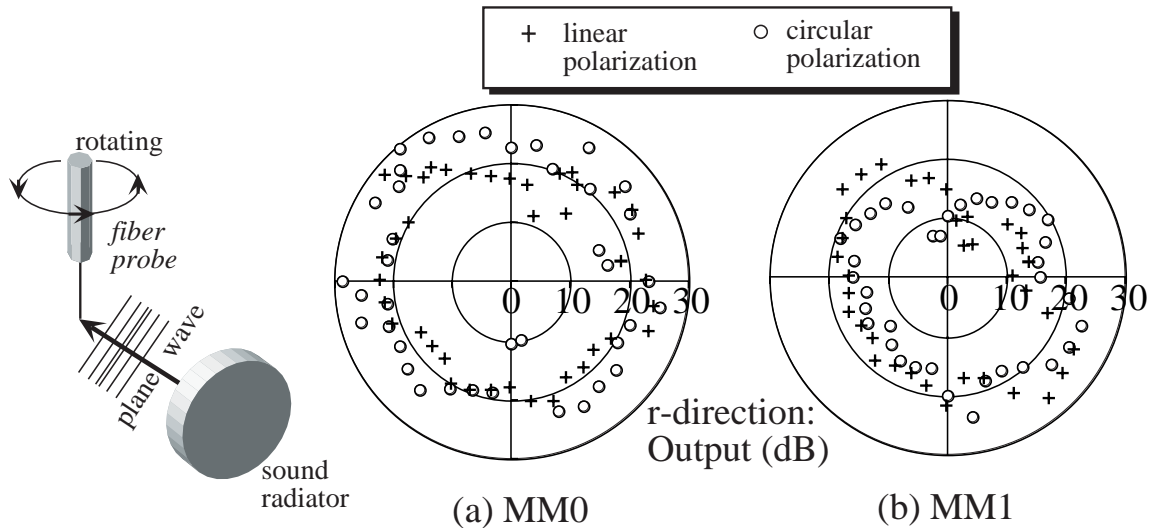 + linear
polarization
○ circular
polarization
rotating
fiber
probe
plane wave
sound
radiator
0 10 20 30
0 10 20 30
r-direction:
Output (dB)
(a) MM0
(b) MM1